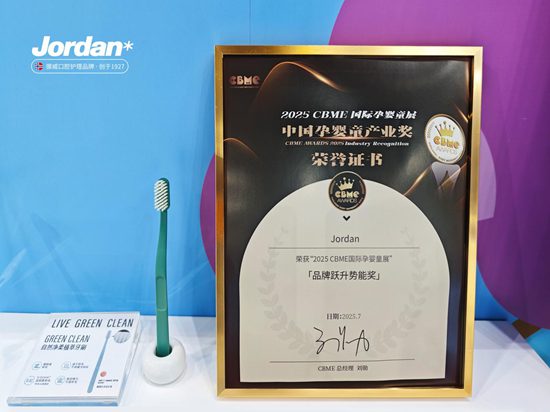 Jordan*
挪威口腔护理品牌·创于1927
CBME
2025 CBME 国际孕婴童展
中国孕婴童产业奖
CBME AWARDS 2025 Industry Recognition
荣誉证书
CBME
AWARDS
CBME
AWARDS
Jordan
荣获“2025 CBME国际孕婴童展”
「品牌跃升势能奖」
日期:2025.7
CBME 总经理 刘勋
LIVE GREEN CLEAN
GREEN CLEAN